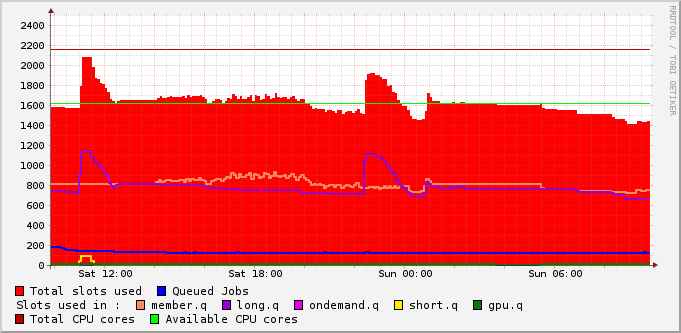 RRDTOOL / TOBI OETIKER
2400
2200
2000
1800
1600
1400
1200
1000
800
600
400
200
0
Sat 12:00 Sat 18:00 Sun 00:00 Sun 06:00
Total slots used Queued Jobs
Slots used in : member.q long.q ondemand.q short.q gpu.q
Total CPU cores Available CPU cores